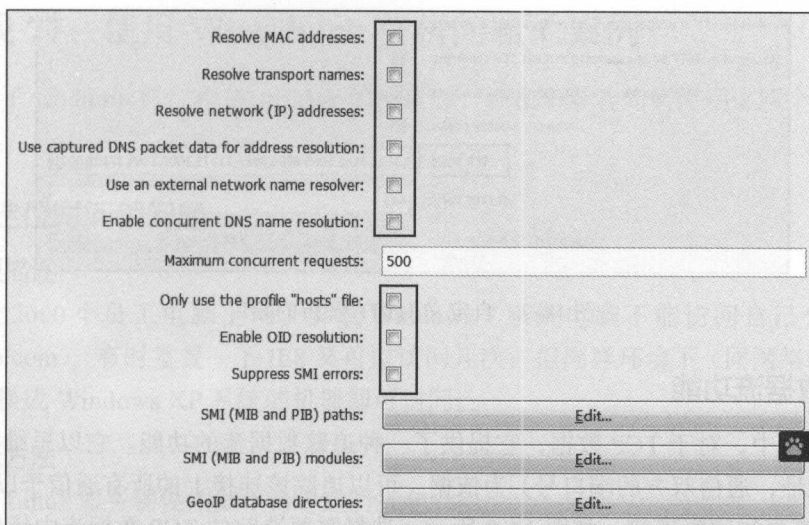 Resolve MAC addresses:
Resolve transport names:
Resolve network (IP) addresses:
Use captured DNS packet data for address resolution:
Use an external network name resolver:
Enable concurrent DNS name resolution:
Maximum concurrent requests: 500
Only use the profile "hosts" file:
Enable OID resolution:
Suppress SMI errors:
SMI (MIB and PIB) paths: Edit...
SMI (MIB and PIB) modules: Edit...
GeoIP database directories: Edit...